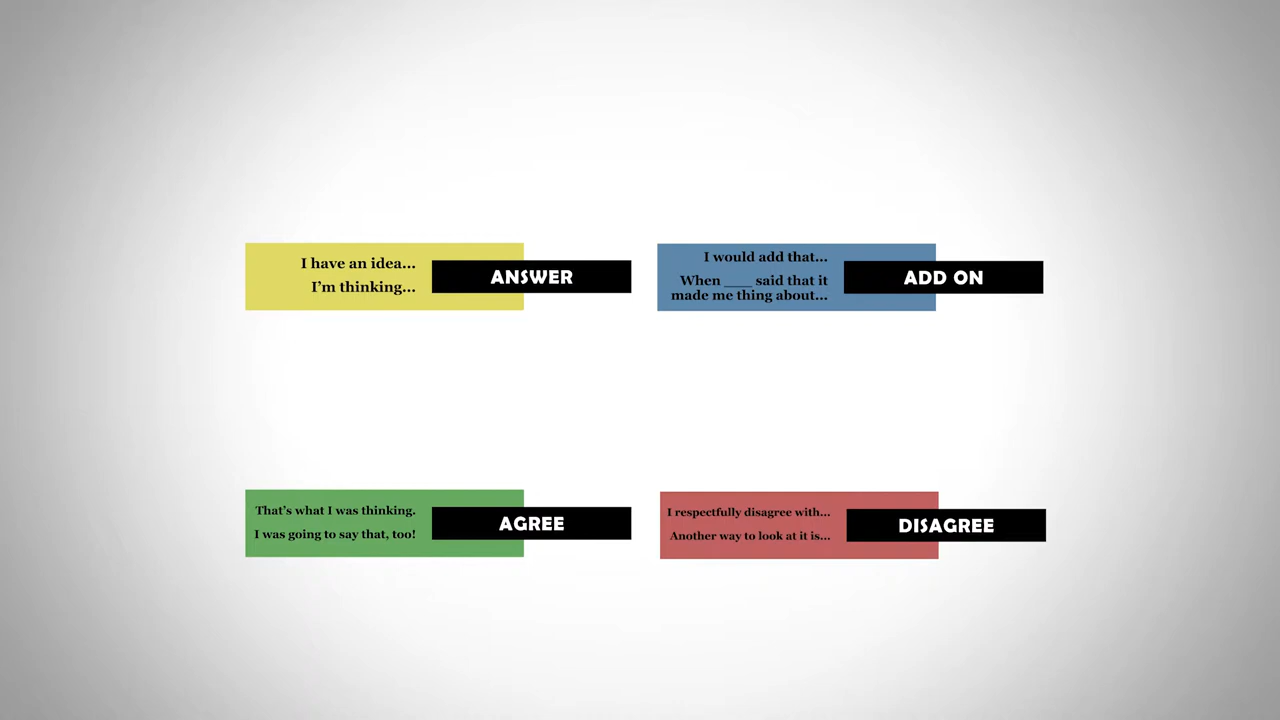 I have an idea...
I'm thinking...
ANSWER
I would add that...
When ___ said that it
made me thing about...
ADD ON
That's what I was thinking.
I was going to say that, too!
AGREE
I respectfully disagree with...
Another way to look at it is...
DISAGREE